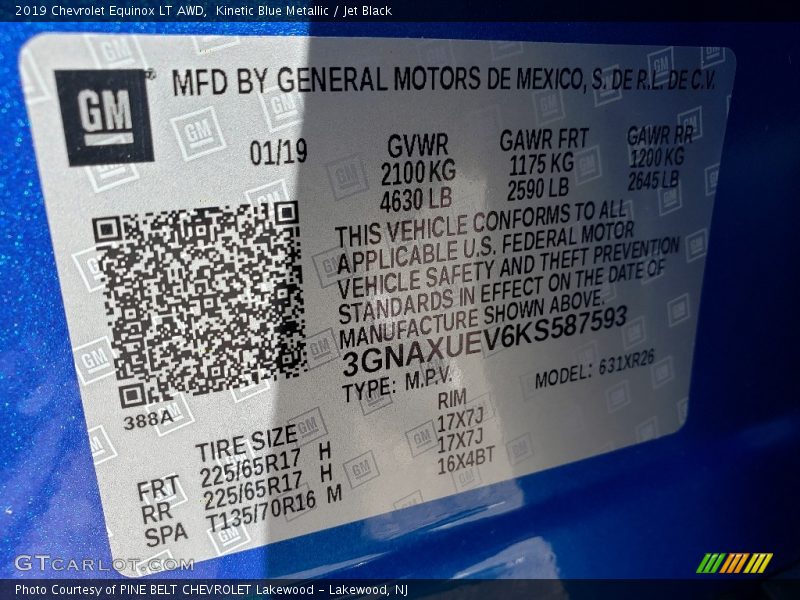 2019 Chevrolet Equinox LT AWD, Kinetic Blue Metallic / Jet Black
GM
MFD BY GENERAL MOTORS DE MEXICO, S. DE R.L. DE C.V.
01/19
GVWR GAWR FRT GAWR RR
2100 KG 1175 KG 1200 KG
4630 LB 2590 LB 2645 LB
THIS VEHICLE CONFORMS TO ALL
APPLICABLE U.S. FEDERAL MOTOR
VEHICLE SAFETY AND THEFT PREVENTION
STANDARDS IN EFFECT ON THE DATE OF
MANUFACTURE SHOWN ABOVE.
3GNAXUEV6KS587593
TYPE: M.P.V. MODEL: 631XR26
388A
TIRE SIZE RIM
FRT 225/65R17 H 17X7J
RR 225/65R17 H 17X7J
SPA T135/70R16 M 16X4BT
GTCarLot.com
Photo Courtesy of PINE BELT CHEVROLET Lakewood - Lakewood, NJ